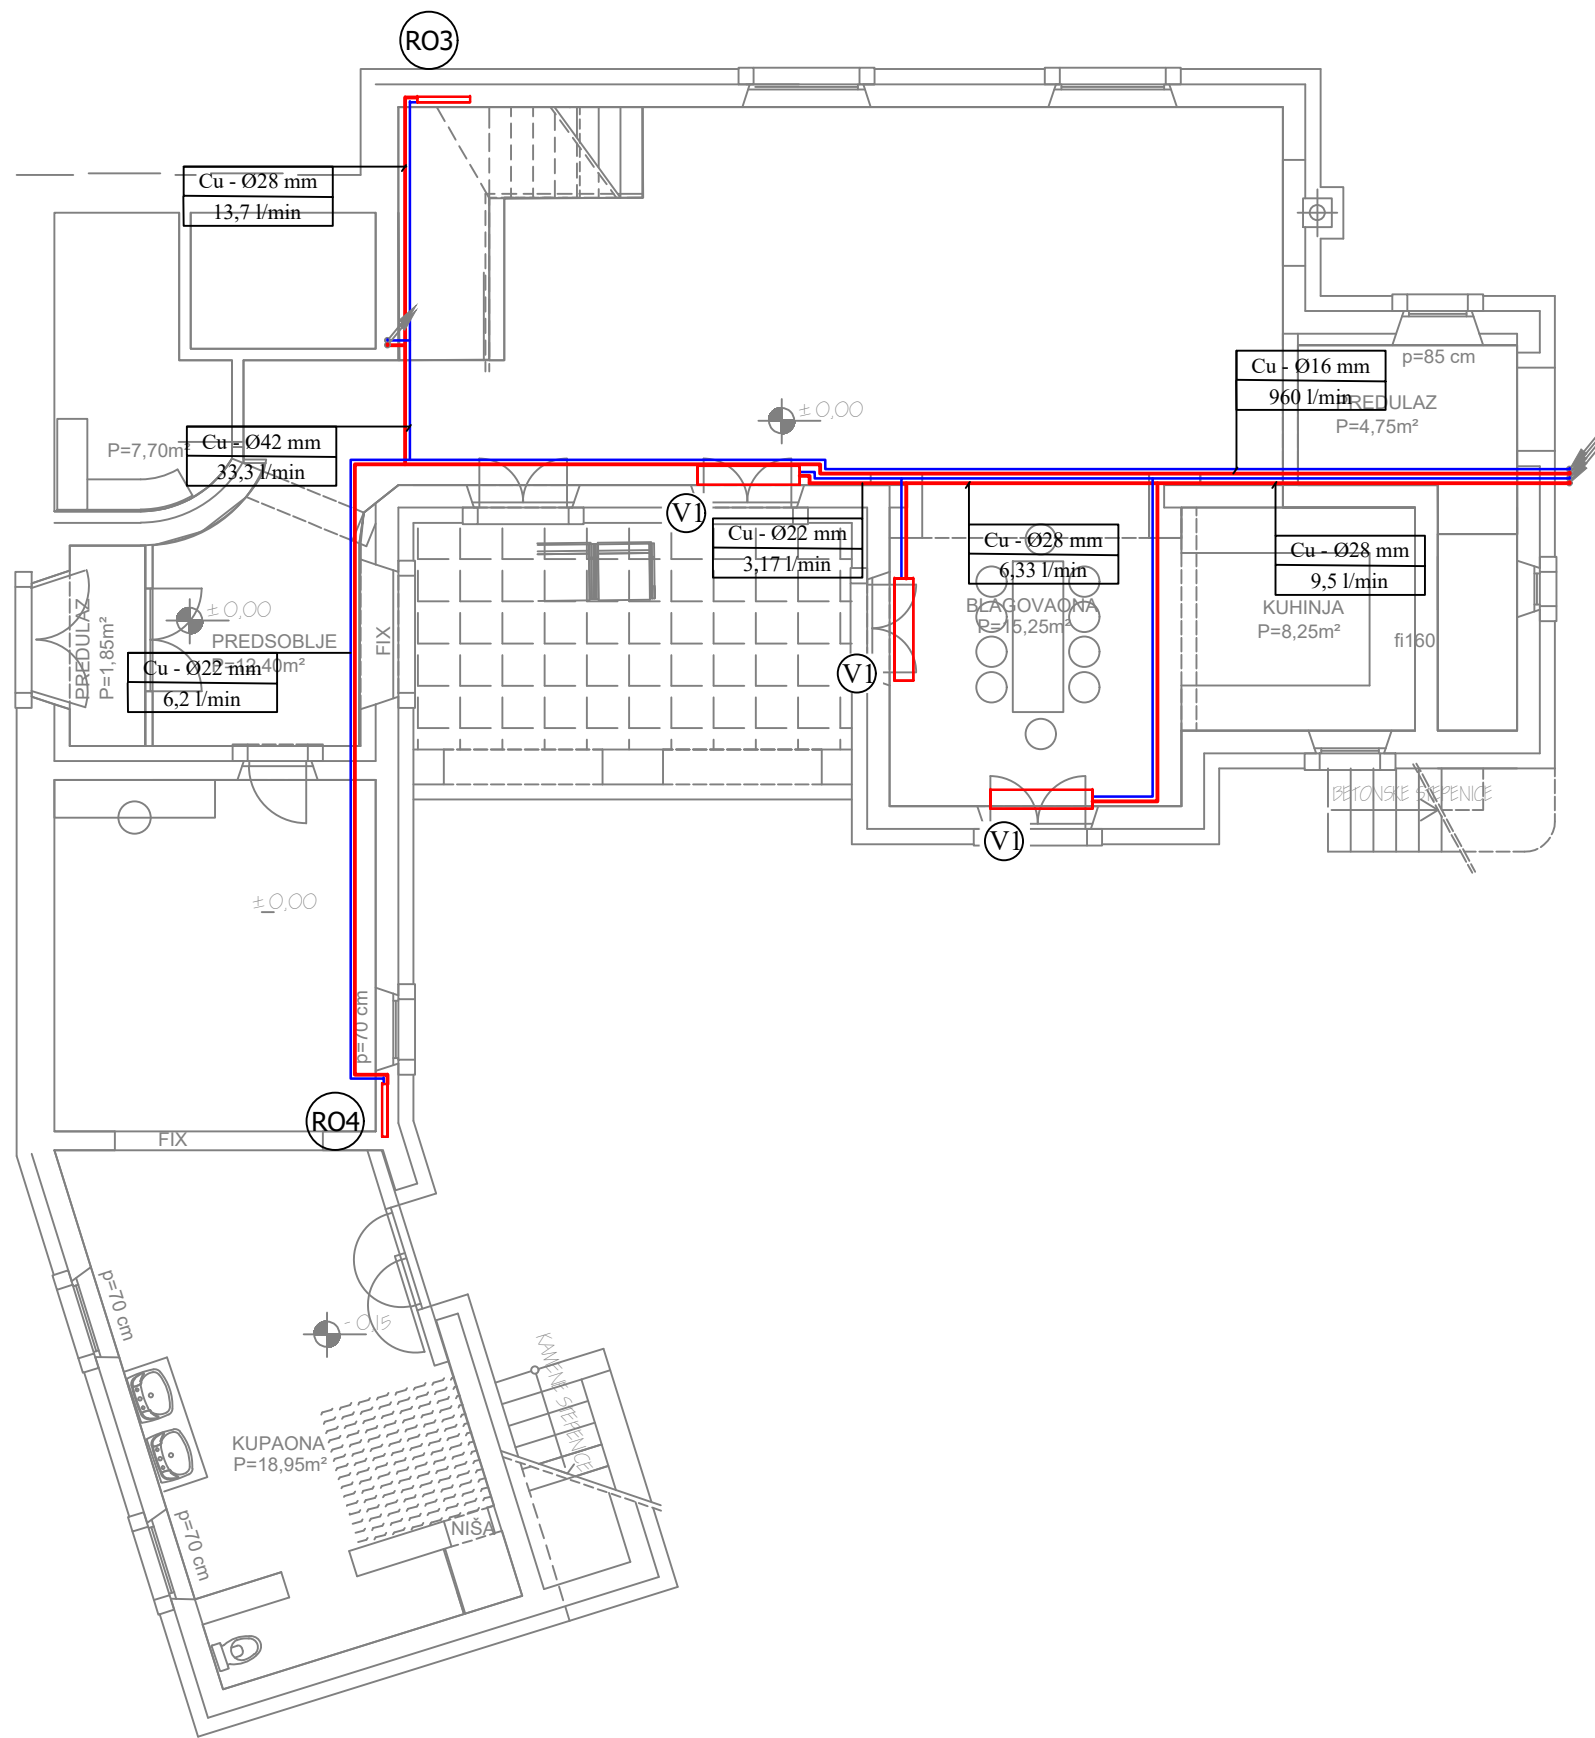 RO3
Cu - Ø28 mm
13,7 l/min
p=85 cm
Cu - Ø16 mm
960 l/min
PREDULAZ
P=4,75m²
±0,00
P=7,70m²
Cu - Ø42 mm
33,3 l/min
V1
Cu - Ø22 mm
3,17 l/min
Cu - Ø28 mm
6,33 l/min
Cu - Ø28 mm
9,5 l/min
BLAGOVAONA
P=15,25m²
KUHINJA
P=8,25m²
fi160
PREDULAZ
P=1,85m²
±0,00
PREDSOBLJE
P=12,40m²
FIX
Cu - Ø22 mm
6,2 l/min
V1
V1
BETONSKE STEPENICE
±0,00
p=70 cm
RO4
FIX
p=70 cm
-0,15
KAMENE STEPENICE
KUPAONA
P=18,95m²
NIŠA
p=70 cm